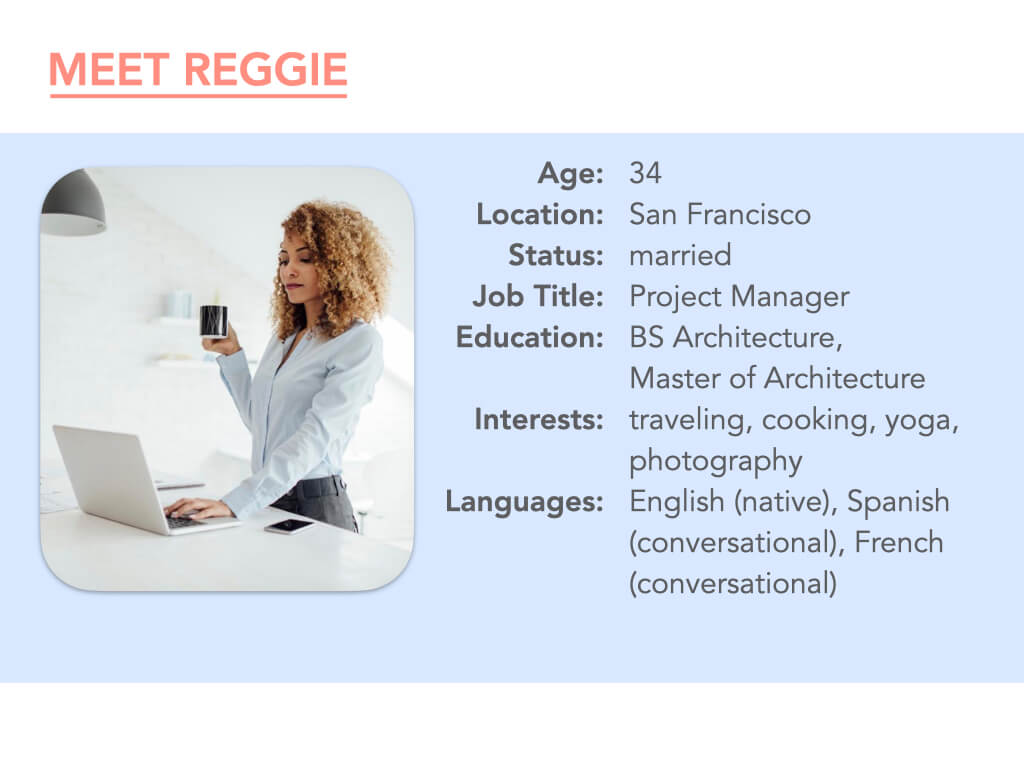 MEET REGGIE
Age: 34
Location: San Francisco
Status: married
Job Title: Project Manager
Education: BS Architecture,
Master of Architecture
Interests: traveling, cooking, yoga,
photography
Languages: English (native), Spanish
(conversational), French
(conversational)